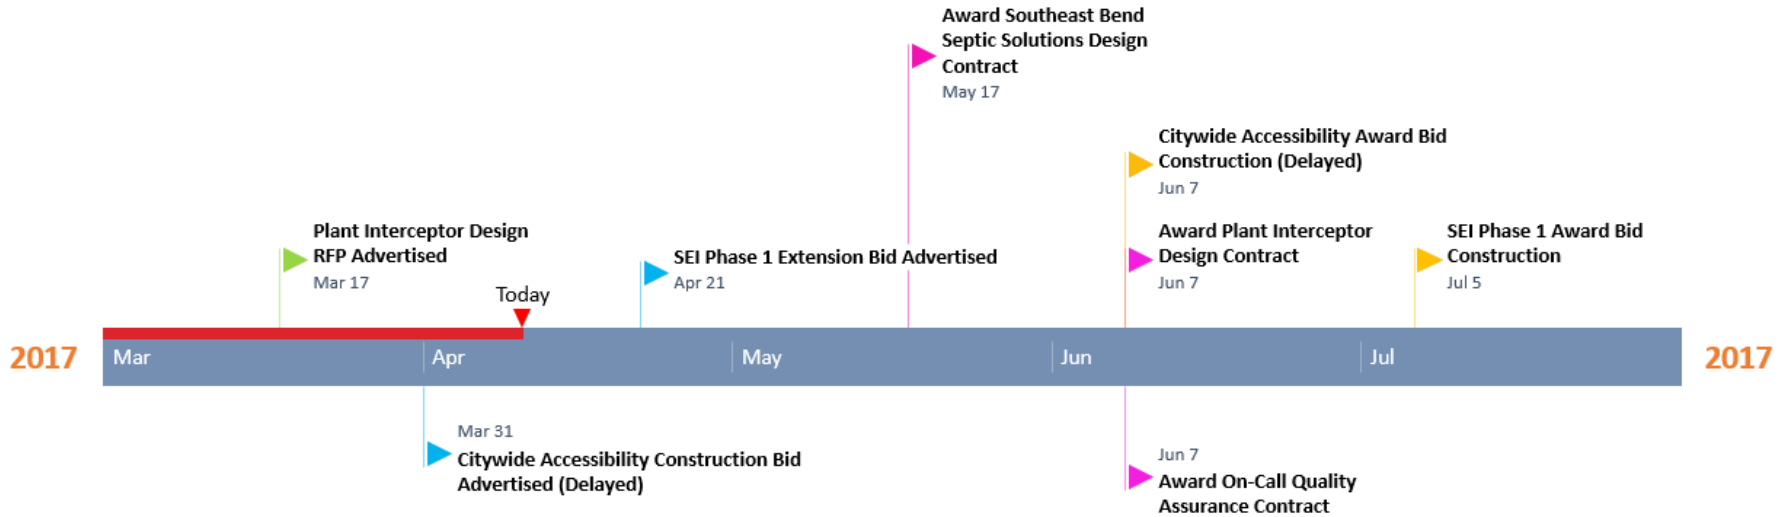 Award Southeast Bend
Septic Solutions Design
Contract
May 17
Citywide Accessibility Award Bid
Construction (Delayed)
Jun 7
Plant Interceptor Design
RFP Advertised
Mar 17
SEI Phase 1 Extension Bid Advertised
Apr 21
Award Plant Interceptor
Design Contract
Jun 7
SEI Phase 1 Award Bid
Construction
Jul 5
Today
2017
Mar
Apr
May
Jun
Jul
2017
Mar 31
Citywide Accessibility Construction Bid
Advertised (Delayed)
Jun 7
Award On-Call Quality
Assurance Contract